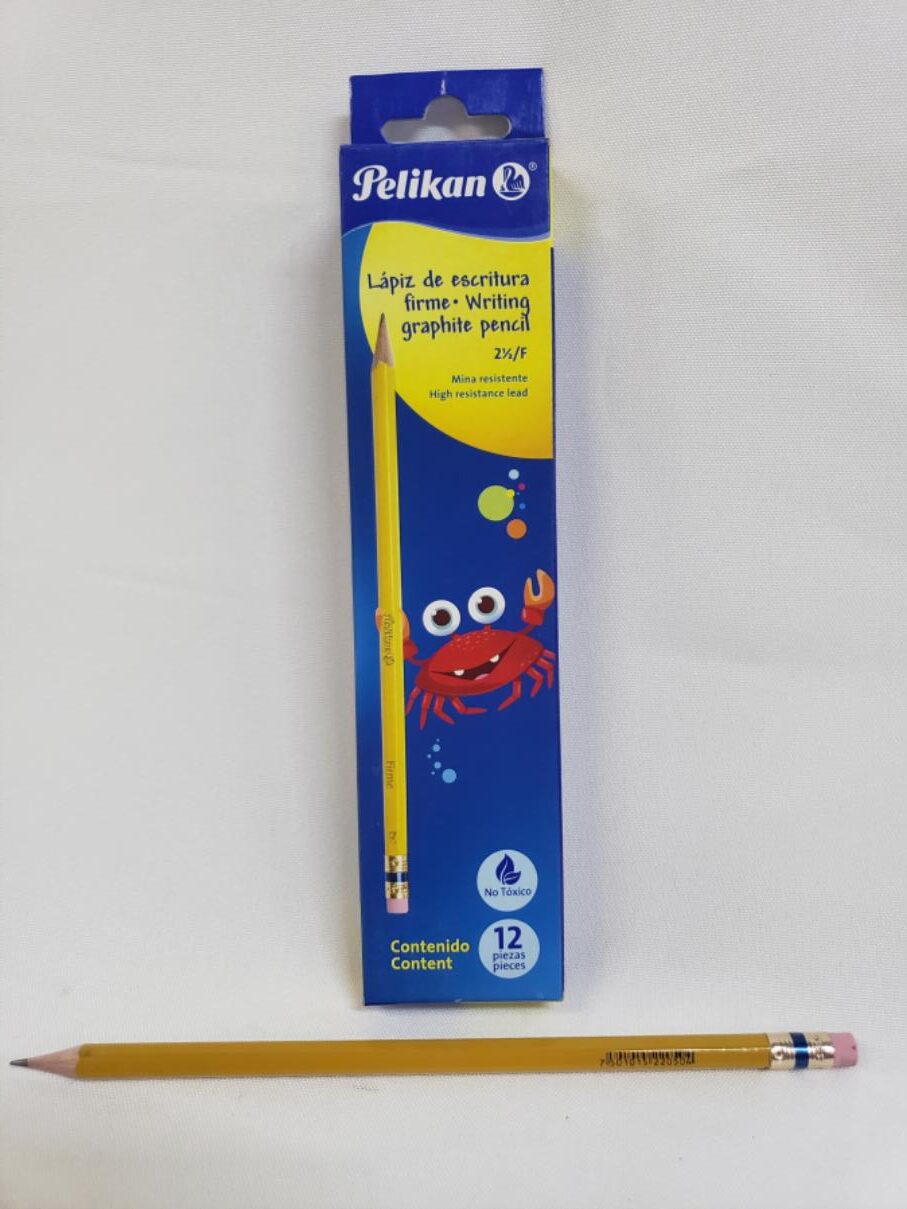 Pelikan ®
Lápiz de escritura
firme • Writing
graphite pencil
2½/F
Mina resistente
High resistance lead
Pelikan
Firme
No Tóxico
Contenido
Content
12
piezas
pieces